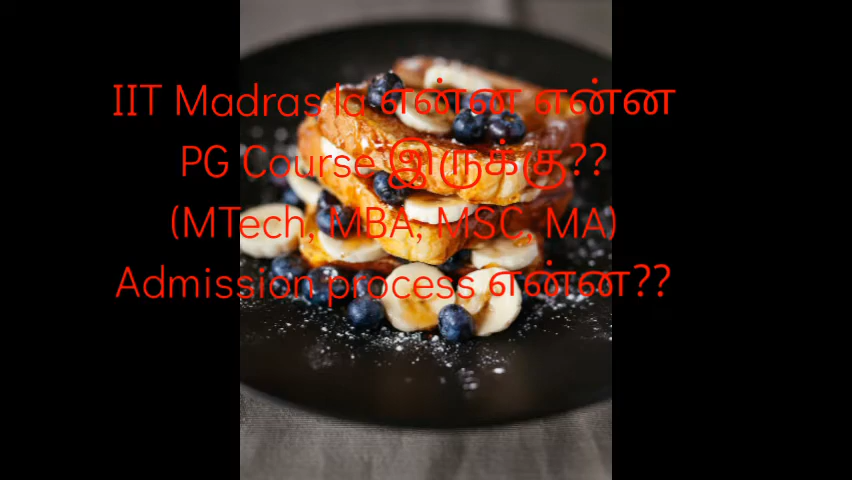 IIT Madras la என்ன என்ன
PG Course இருக்கு??
(MTech, MBA, MSC, MA)
Admission process என்ன??